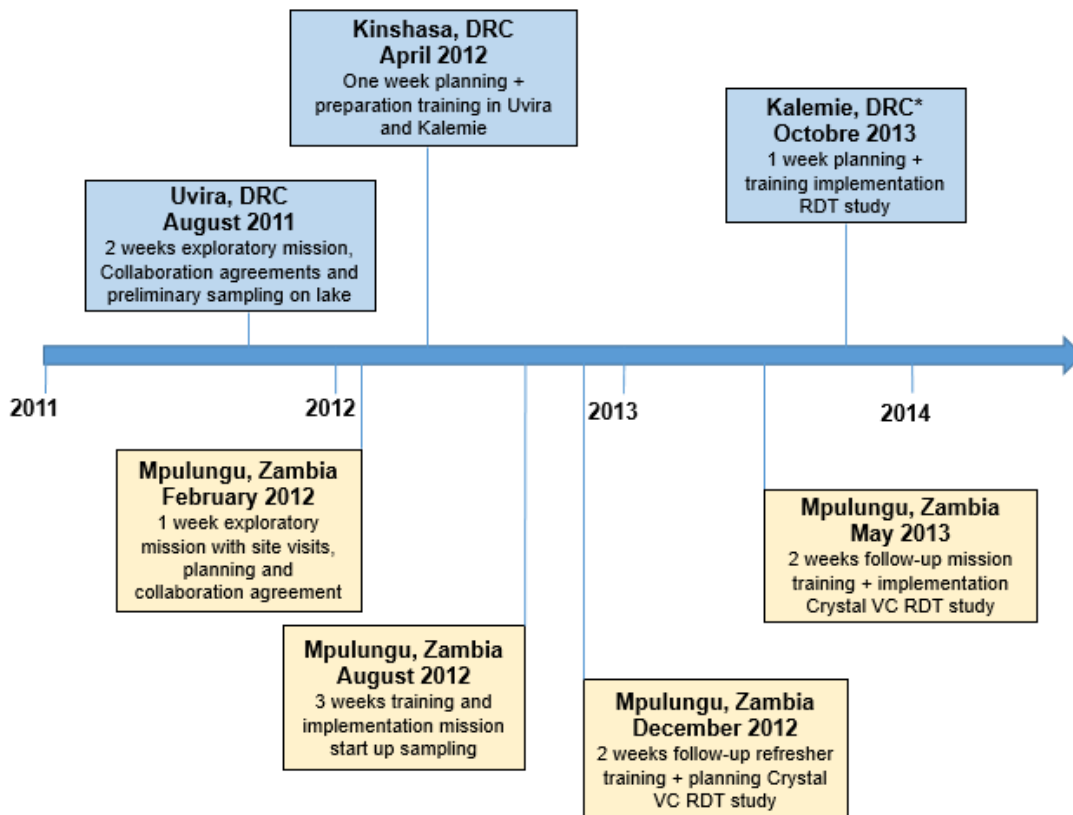 Kinshasa, DRC
April 2012
One week planning +
preparation training in Uvira
and Kalemie
Kalemie, DRC*
Octobre 2013
1 week planning +
training implementation
RDT study
Uvira, DRC
August 2011
2 weeks exploratory mission,
Collaboration agreements and
preliminary sampling on lake
2011
2012
2013
2014
Mpulungu, Zambia
February 2012
1 week exploratory
mission with site visits,
planning and
collaboration agreement
Mpulungu, Zambia
May 2013
2 weeks follow-up mission
training + implementation
Crystal VC RDT study
Mpulungu, Zambia
August 2012
3 weeks training and
implementation mission
start up sampling
Mpulungu, Zambia
December 2012
2 weeks follow-up refresher
training + planning Crystal
VC RDT study